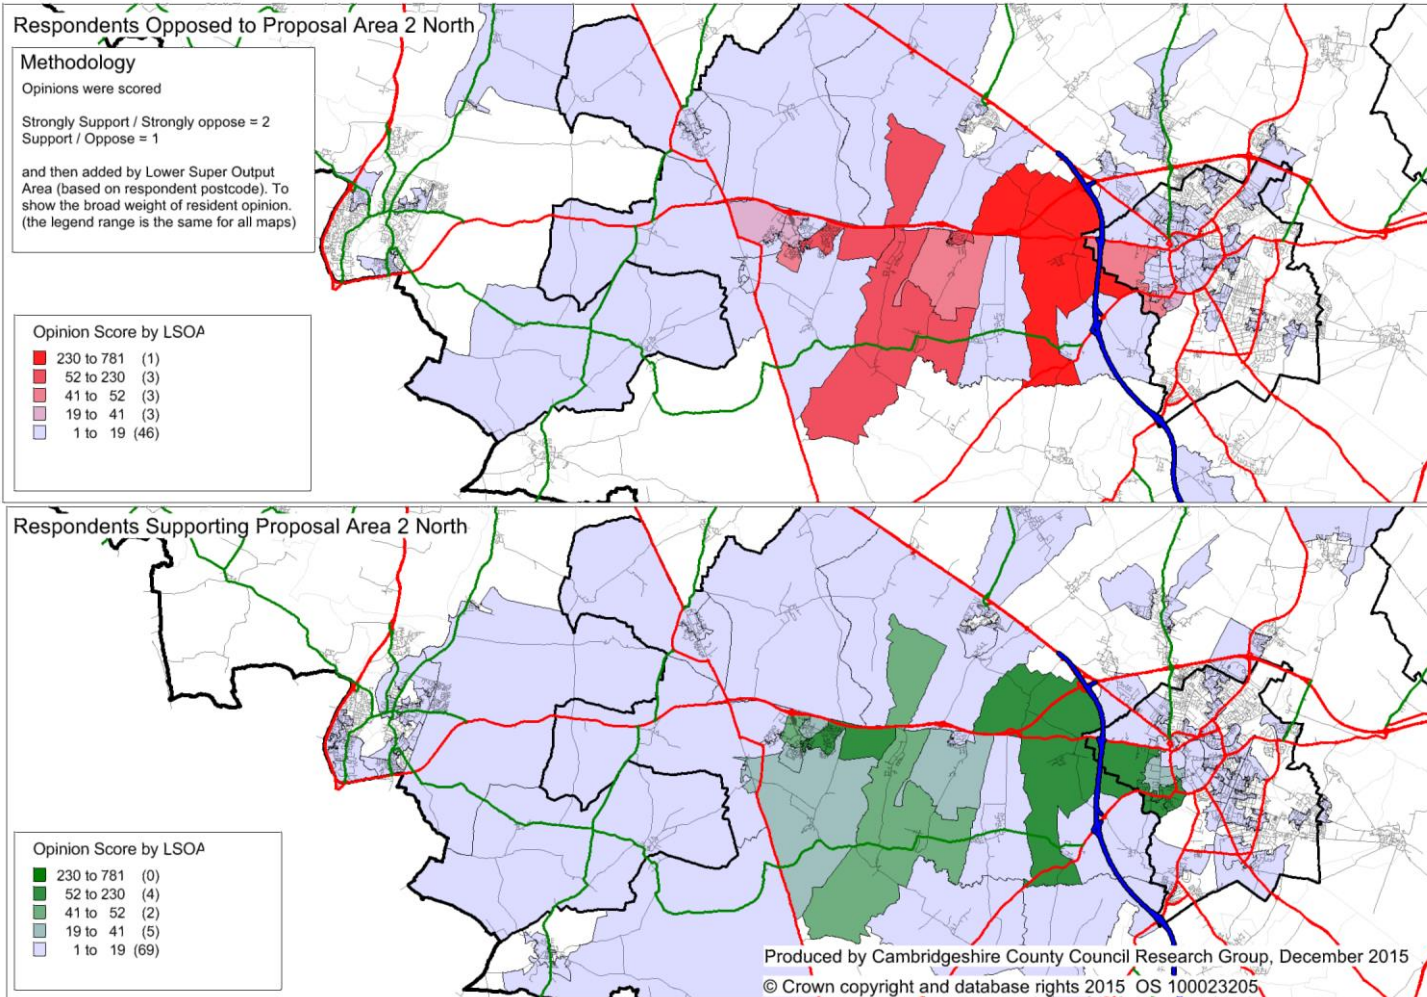 Respondents Opposed to Proposal Area 2 North
Methodology
Opinions were scored
Strongly Support / Strongly oppose = 2
Support / Oppose = 1
and then added by Lower Super Output
Area (based on respondent postcode). To
show the broad weight of resident opinion.
(the legend range is the same for all maps)
Opinion Score by LSOA
230 to 781 (1)
52 to 230 (3)
41 to 52 (3)
19 to 41 (3)
1 to 19 (46)
Respondents Supporting Proposal Area 2 North
Opinion Score by LSOA
230 to 781 (0)
52 to 230 (4)
41 to 52 (2)
19 to 41 (5)
1 to 19 (69)
Produced by Cambridgeshire County Council Research Group, December 2015
© Crown copyright and database rights 2015 OS 100023205